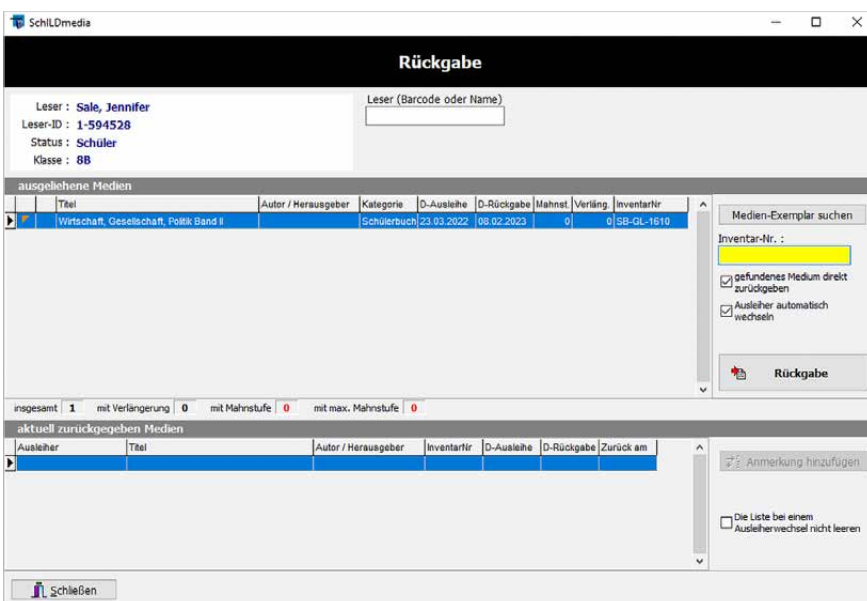 SchILDmedia
Rückgabe
Leser : Sale, Jennifer
Leser-ID : 1-594528
Status : Schüler
Klasse : 8B
Leser (Barcode oder Name)
ausgeliehene Medien
Titel Autor / Herausgeber Kategorie D-Ausleihe D-Rückgabe Mahnst. Verläng. InventarNr
Wirtschaft, Gesellschaft, Politik Band II Schülerbuch 23.03.2022 08.02.2023 0 0 SB-GL-1610
Medien-Exemplar suchen
Inventar-Nr. :
gefundenes Medium direkt
zurückgeben
Ausleiher automatisch
wechseln
Rückgabe
insgesamt 1 mit Verlängerung 0 mit Mahnstufe 0 mit max. Mahnstufe 0
aktuell zurückgegeben Medien
Ausleiher Titel Autor / Herausgeber InventarNr D-Ausleihe D-Rückgabe Zurück am
Anmerkung hinzufügen
Die Liste bei einem
Ausleiherwechsel nicht leeren
Schließen